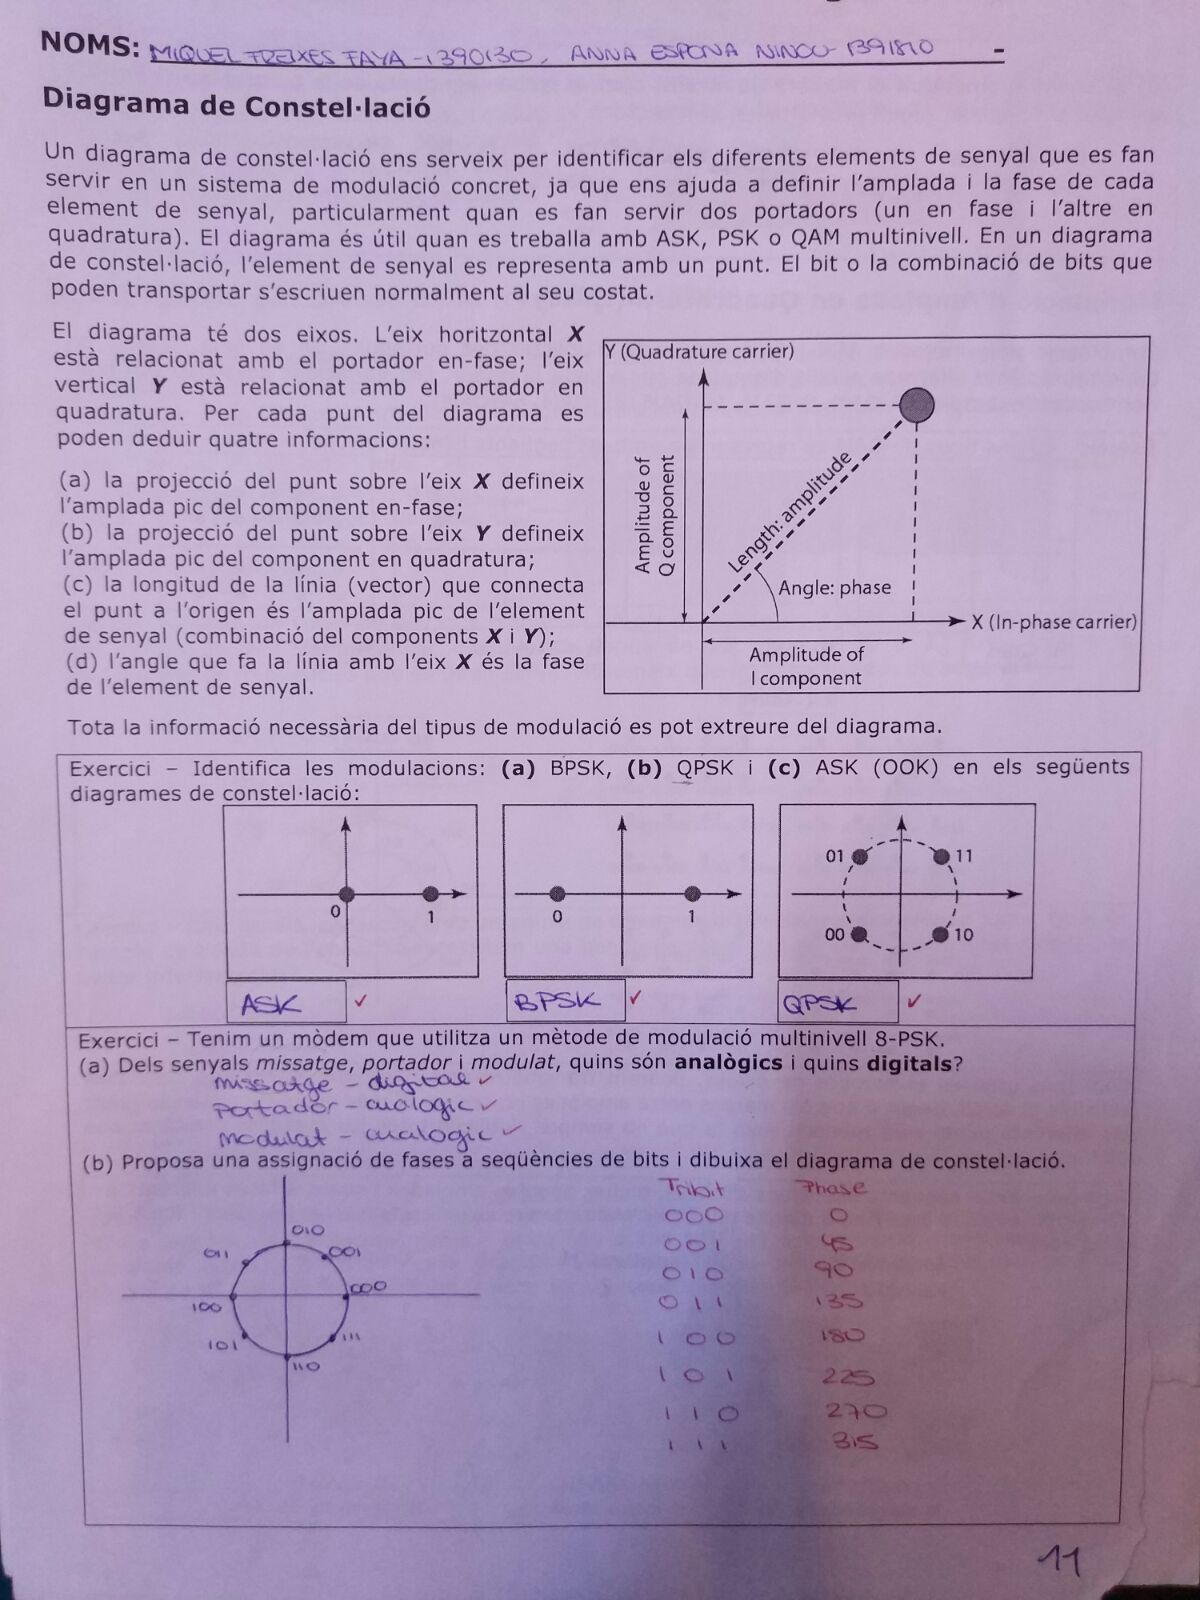 NOMS: MIQUEL FREIXES FAYA - 1390130, ANNA ESPONA NINOU - 1391810 -
Diagrama de Constel·lació
Un diagrama de constel·lació ens serveix per identificar els diferents elements de senyal que es fan
servir en un sistema de modulació concret, ja que ens ajuda a definir l'amplada i la fase de cada
element de senyal, particularment quan es fan servir dos portadors (un en fase i l'altre en
quadratura). El diagrama és útil quan es treballa amb ASK, PSK o QAM multinivell. En un diagrama
de constel·lació, l'element de senyal es representa amb un punt. El bit o la combinació de bits que
poden transportar s'escriuen normalment al seu costat.
El diagrama té dos eixos. L'eix horitzontal X
està relacionat amb el portador en-fase; l'eix
vertical Y està relacionat amb el portador en
quadratura. Per cada punt del diagrama es
poden deduir quatre informacions:
(a) la projecció del punt sobre l'eix X defineix
l'amplada pic del component en-fase;
(b) la projecció del punt sobre l'eix Y defineix
l'amplada pic del component en quadratura;
(c) la longitud de la línia (vector) que connecta
el punt a l'origen és l'amplada pic de l'element
de senyal (combinació del components X i Y);
(d) l'angle que fa la línia amb l'eix X és la fase
de l'element de senyal.
Y (Quadrature carrier)
Amplitude of
Q component
Length: amplitude
Angle: phase
X (In-phase carrier)
Amplitude of
I component
Tota la informació necessària del tipus de modulació es pot extreure del diagrama.
Exercici – Identifica les modulacions: (a) BPSK, (b) QPSK i (c) ASK (OOK) en els següents
diagrames de constel·lació:
0 1
0 1
01 11
00 10
ASK ✓ BPSK ✓ QPSK ✓
Exercici – Tenim un mòdem que utilitza un mètode de modulació multinivell 8-PSK.
(a) Dels senyals missatge, portador i modulat, quins són analògics i quins digitals?
missatge - digital ✓
portador - analogic ✓
modulat - analogic ✓
(b) Proposa una assignació de fases a seqüències de bits i dibuixa el diagrama de constel·lació.
010
011 001
000
100
101 111
110
Tribit Phase
000 0
001 45
010 90
011 135
100 180
101 225
110 270
111 315
11